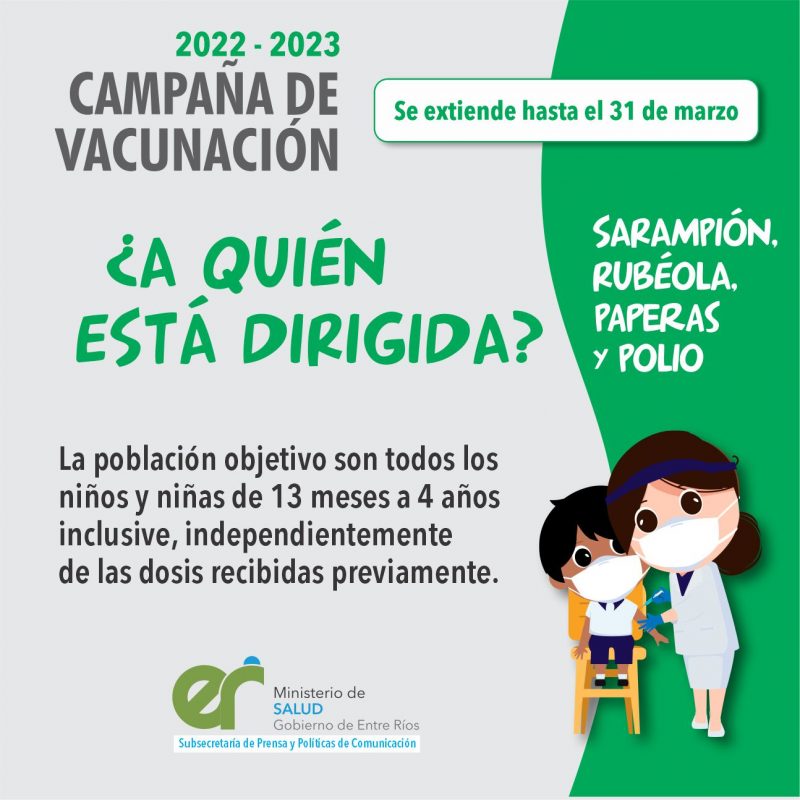 2022 - 2023
CAMPAÑA DE
VACUNACIÓN
Se extiende hasta el 31 de marzo
¿A QUIÉN
ESTÁ DIRIGIDA?
SARAMPIÓN,
RUBÉOLA,
PAPERAS
Y POLIO
La población objetivo son todos los
niños y niñas de 13 meses a 4 años
inclusive, independientemente
de las dosis recibidas previamente.
er
Ministerio de
SALUD
Gobierno de Entre Ríos
Subsecretaría de Prensa y Políticas de Comunicación